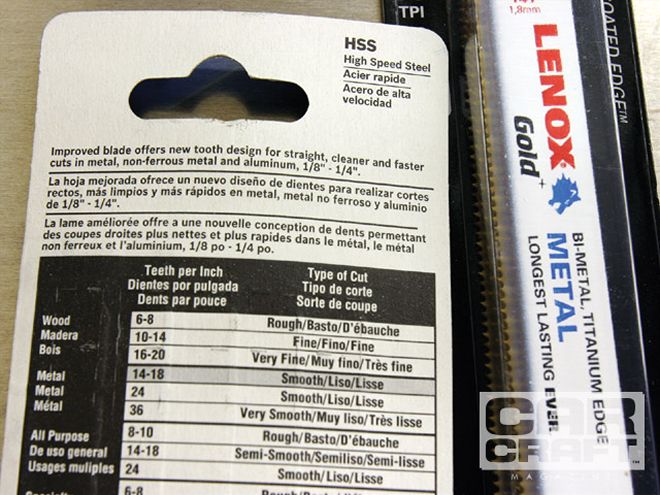 HSS
High Speed Steel
Acier rapide
Acero de alta
velocidad
Improved blade offers new tooth design for straight, cleaner and faster
cuts in metal, non-ferrous metal and aluminum, 1/8" - 1/4".
La hoja mejorada ofrece un nuevo diseño de dientes para realizar cortes
rectos, más limpios y más rápidos en metal, metal no ferroso y aluminio
de 1/8" - 1/4".
La lame améliorée offre a une nouvelle conception de dents permettant
des coupes droites plus nettes et plus rapides dans le métal, le métal
non ferreux et l'aluminium, 1/8 po - 1/4 po.
Teeth per Inch Type of Cut
Dientes por pulgada Tipo de corte
Dents par pouce Sorte de coupe
Wood 6-8 Rough/Basto/D'ébauche
Madera 10-14 Fine/Fino/Fine
Bois 16-20 Very Fine/Muy fino/Très fine
Metal 14-18 Smooth/Liso/Lisse
Metal 24 Smooth/Liso/Lisse
Métal 36 Very Smooth/Muy liso/Très lisse
All Purpose 8-10 Rough/Basto/D'ébauche
De uso general 14-18 Semi-Smooth/Semiliso/Semi-lisse
Usages muliples 24 Smooth/Liso/Lisse
6-8
TPI
1,8mm
LENOX
Gold+
METAL
BI-METAL, TITANIUM EDGE
LONGEST LASTING EVER
COATED EDGE™
CAR
CRAFT
MAGAZINE